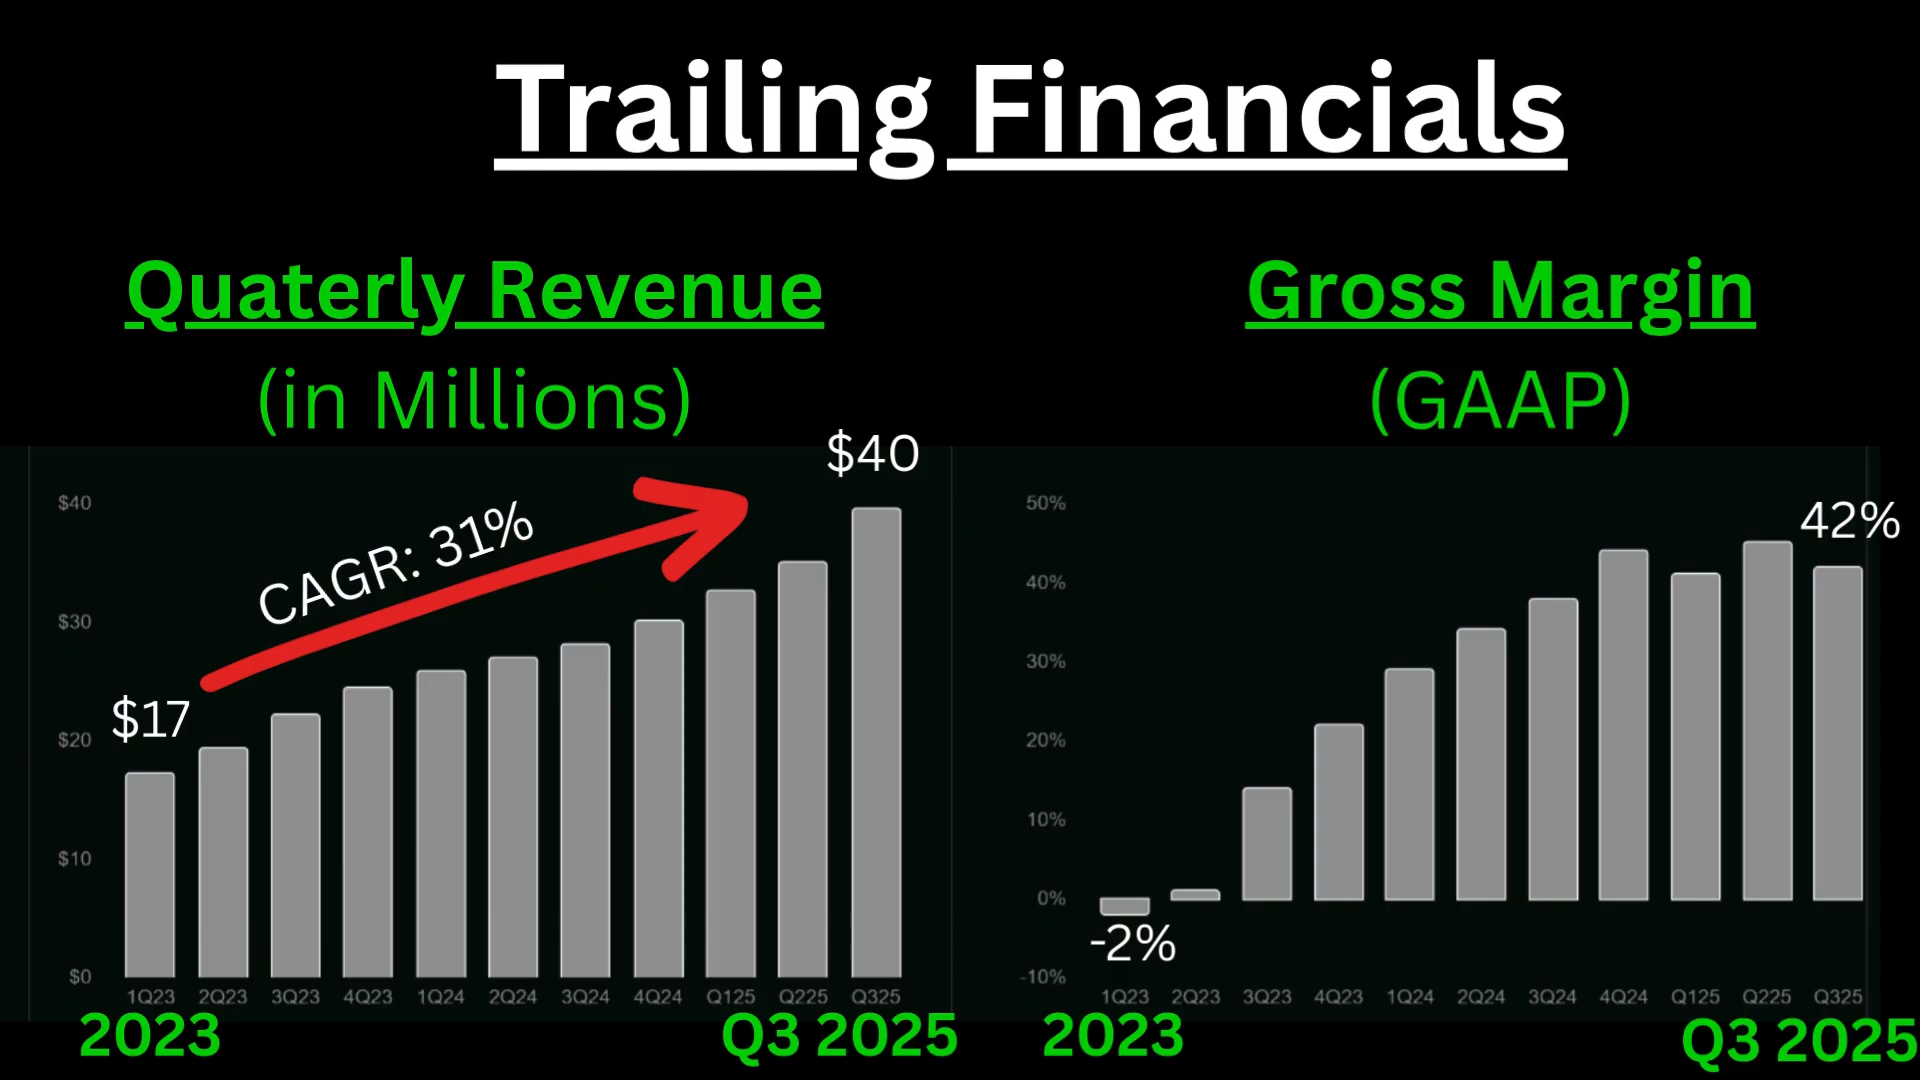 Trailing Financials
Quaterly Revenue
(in Millions)
$40
CAGR: 31%
$17
$40
$30
$20
$10
$0
1Q23 2Q23 3Q23 4Q23 1Q24 2Q24 3Q24 4Q24 Q125 Q225 Q325
2023 Q3 2025
Gross Margin
(GAAP)
42%
-2%
50%
40%
30%
20%
10%
0%
-10%
1Q23 2Q23 3Q23 4Q23 1Q24 2Q24 3Q24 4Q24 Q125 Q225 Q325
2023 Q3 2025